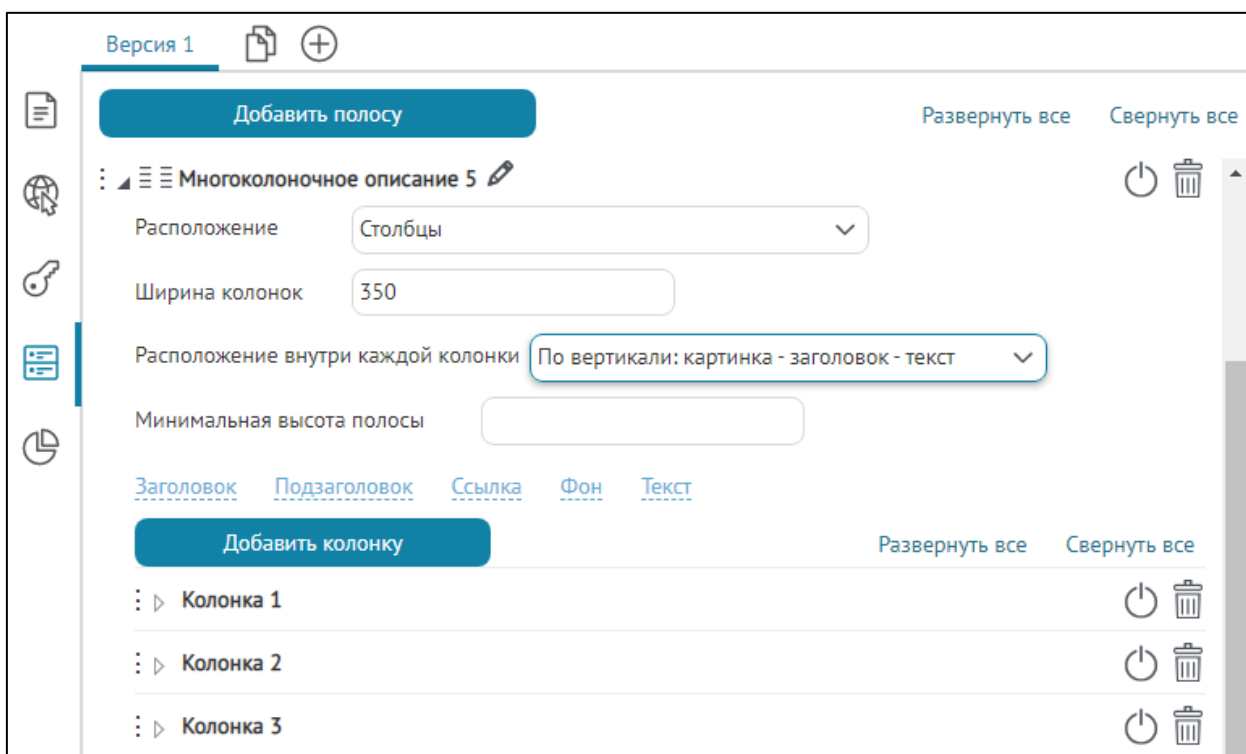 Версия 1
Добавить полосу Развернуть все Свернуть все
Многоколоночное описание 5
Расположение Столбцы
Ширина колонок 350
Расположение внутри каждой колонки По вертикали: картинка - заголовок - текст
Минимальная высота полосы
Заголовок Подзаголовок Ссылка Фон Текст
Добавить колонку Развернуть все Свернуть все
Колонка 1
Колонка 2
Колонка 3